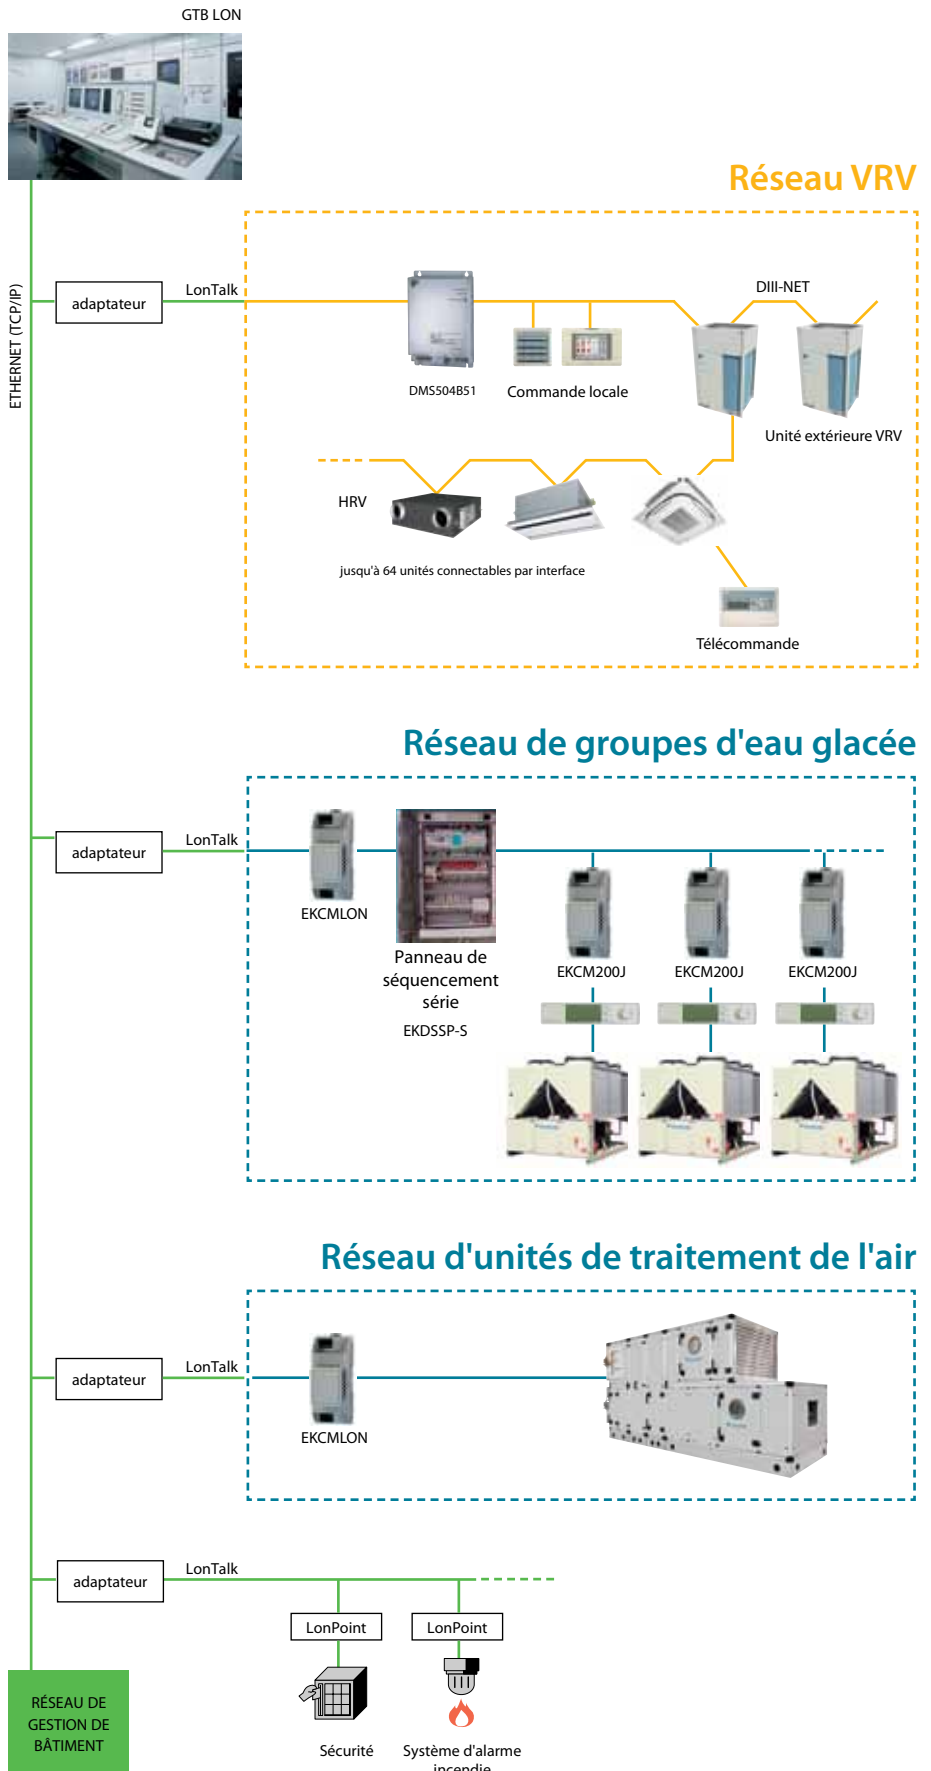 GTB LON
Réseau VRV
ETHERNET (TCP/IP)
adaptateur
LonTalk
DIII-NET
DMS504B51
Commande locale
Unité extérieure VRV
HRV
jusqu'à 64 unités connectables par interface
Télécommande
Réseau de groupes d'eau glacée
adaptateur
LonTalk
EKCMLON
Panneau de
séquencement
série
EKDSSP-S
EKCM200J
EKCM200J
EKCM200J
Réseau d'unités de traitement de l'air
adaptateur
LonTalk
EKCMLON
adaptateur
LonTalk
LonPoint
LonPoint
RÉSEAU DE
GESTION DE
BÂTIMENT
Sécurité
Système d'alarme
incendie